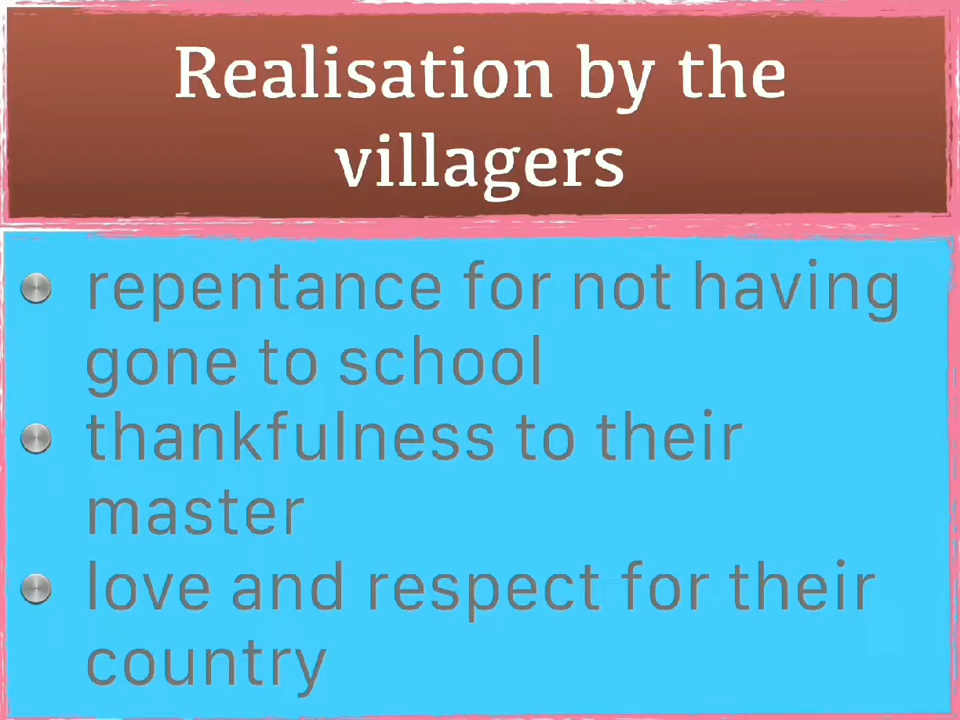 Realisation by the
villagers
repentance for not having
gone to school
thankfulness to their
master
love and respect for their
country